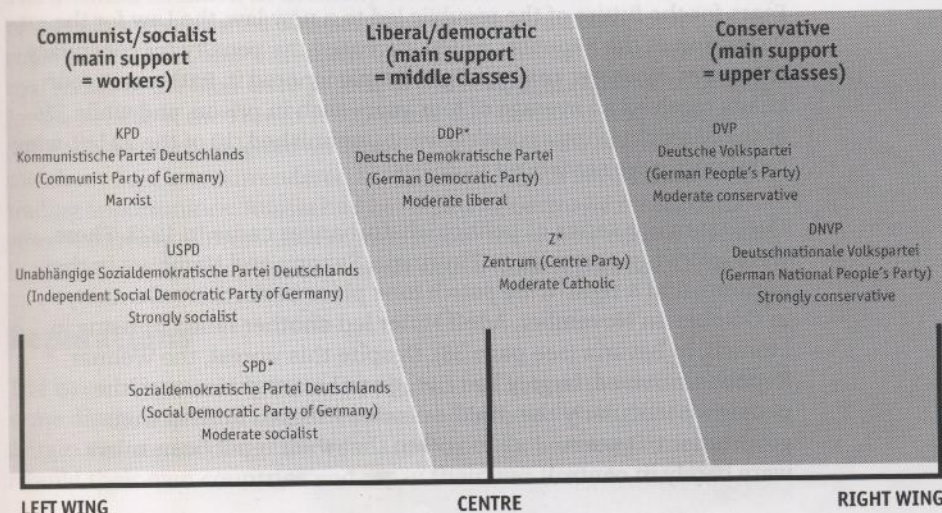 Communist/socialist
(main support
= workers)
KPD
Kommunistische Partei Deutschlands
(Communist Party of Germany)
Marxist
USPD
Unabhängige Sozialdemokratische Partei Deutschlands
(Independent Social Democratic Party of Germany)
Strongly socialist
SPD*
Sozialdemokratische Partei Deutschlands
(Social Democratic Party of Germany)
Moderate socialist
Liberal/democratic
(main support
= middle classes)
DDP*
Deutsche Demokratische Partei
(German Democratic Party)
Moderate liberal
Z*
Zentrum (Centre Party)
Moderate Catholic
Conservative
(main support
= upper classes)
DVP
Deutsche Volkspartei
(German People's Party)
Moderate conservative
DNVP
Deutschnationale Volkspartei
(German National People's Party)
Strongly conservative
LEFT WING
CENTRE
RIGHT WING